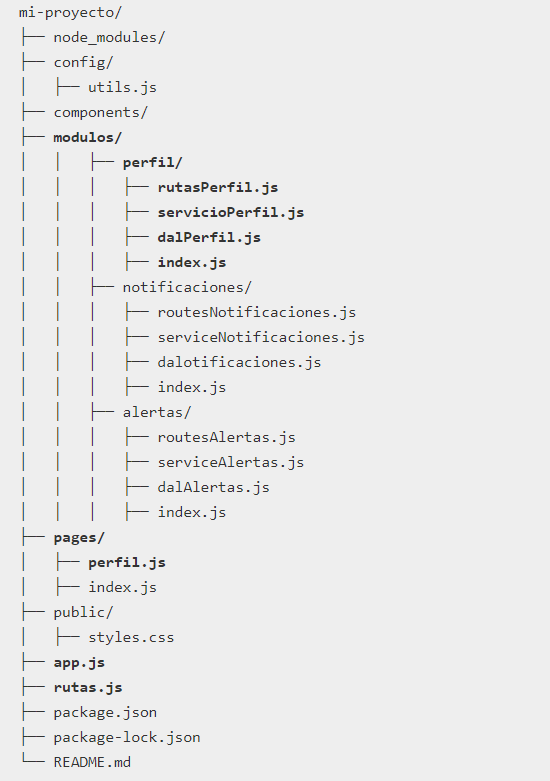 mi-proyecto/
├── node_modules/
├── config/
│   ├── utils.js
├── components/
├── modulos/
│   │   ├── perfil/
│   │   │   ├── rutasPerfil.js
│   │   │   ├── servicioPerfil.js
│   │   │   ├── dalPerfil.js
│   │   │   ├── index.js
│   │   ├── notificaciones/
│   │   │   ├── routesNotificaciones.js
│   │   │   ├── serviceNotificaciones.js
│   │   │   ├── dalotificaciones.js
│   │   │   ├── index.js
│   │   ├── alertas/
│   │   │   ├── routesAlertas.js
│   │   │   ├── serviceAlertas.js
│   │   │   ├── dalAlertas.js
│   │   │   ├── index.js
├── pages/
│   ├── perfil.js
│   ├── index.js
├── public/
│   ├── styles.css
├── app.js
├── rutas.js
├── package.json
├── package-lock.json
└── README.md